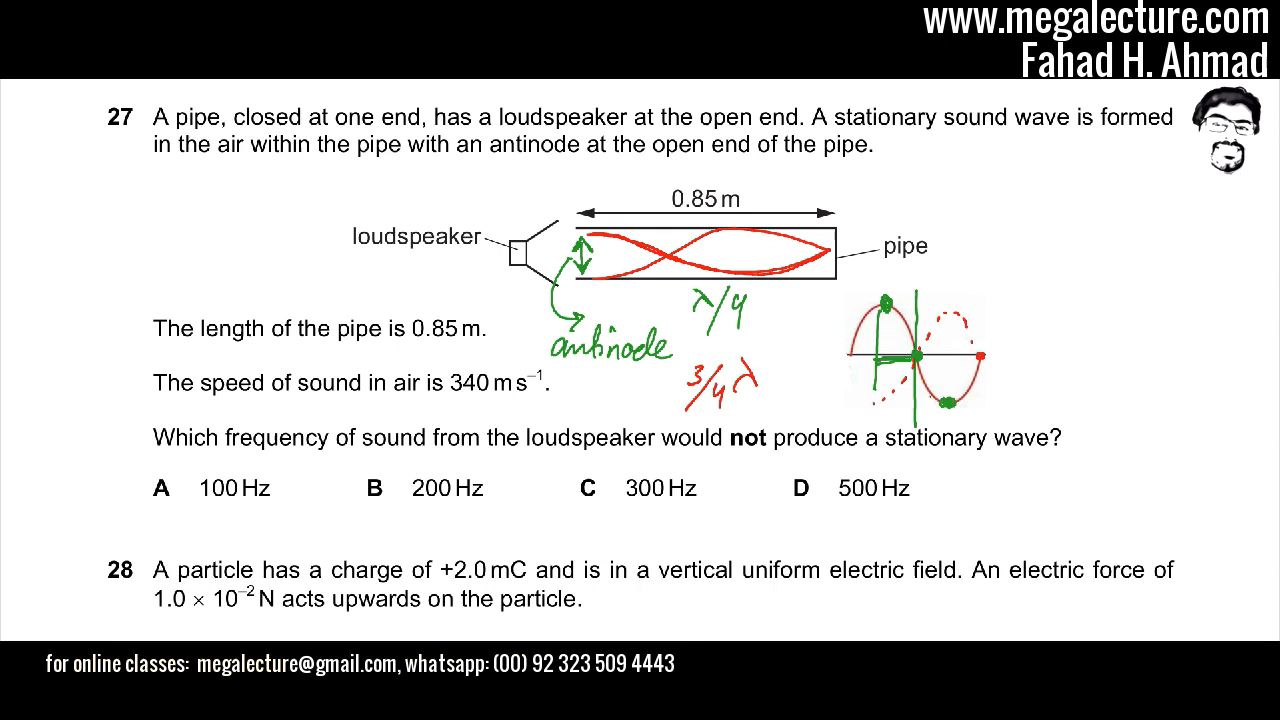 www.megalecture.com
Fahad H. Ahmad
27 A pipe, closed at one end, has a loudspeaker at the open end. A stationary sound wave is formed
in the air within the pipe with an antinode at the open end of the pipe.
0.85 m
loudspeaker
pipe
λ/4
The length of the pipe is 0.85 m.
antinode
The speed of sound in air is 340 m s⁻¹.
3/4 λ
Which frequency of sound from the loudspeaker would not produce a stationary wave?
A 100 Hz B 200 Hz C 300 Hz D 500 Hz
28 A particle has a charge of +2.0 mC and is in a vertical uniform electric field. An electric force of
1.0 × 10⁻² N acts upwards on the particle.
for online classes: megalecture@gmail.com, whatsapp: (00) 92 323 509 4443